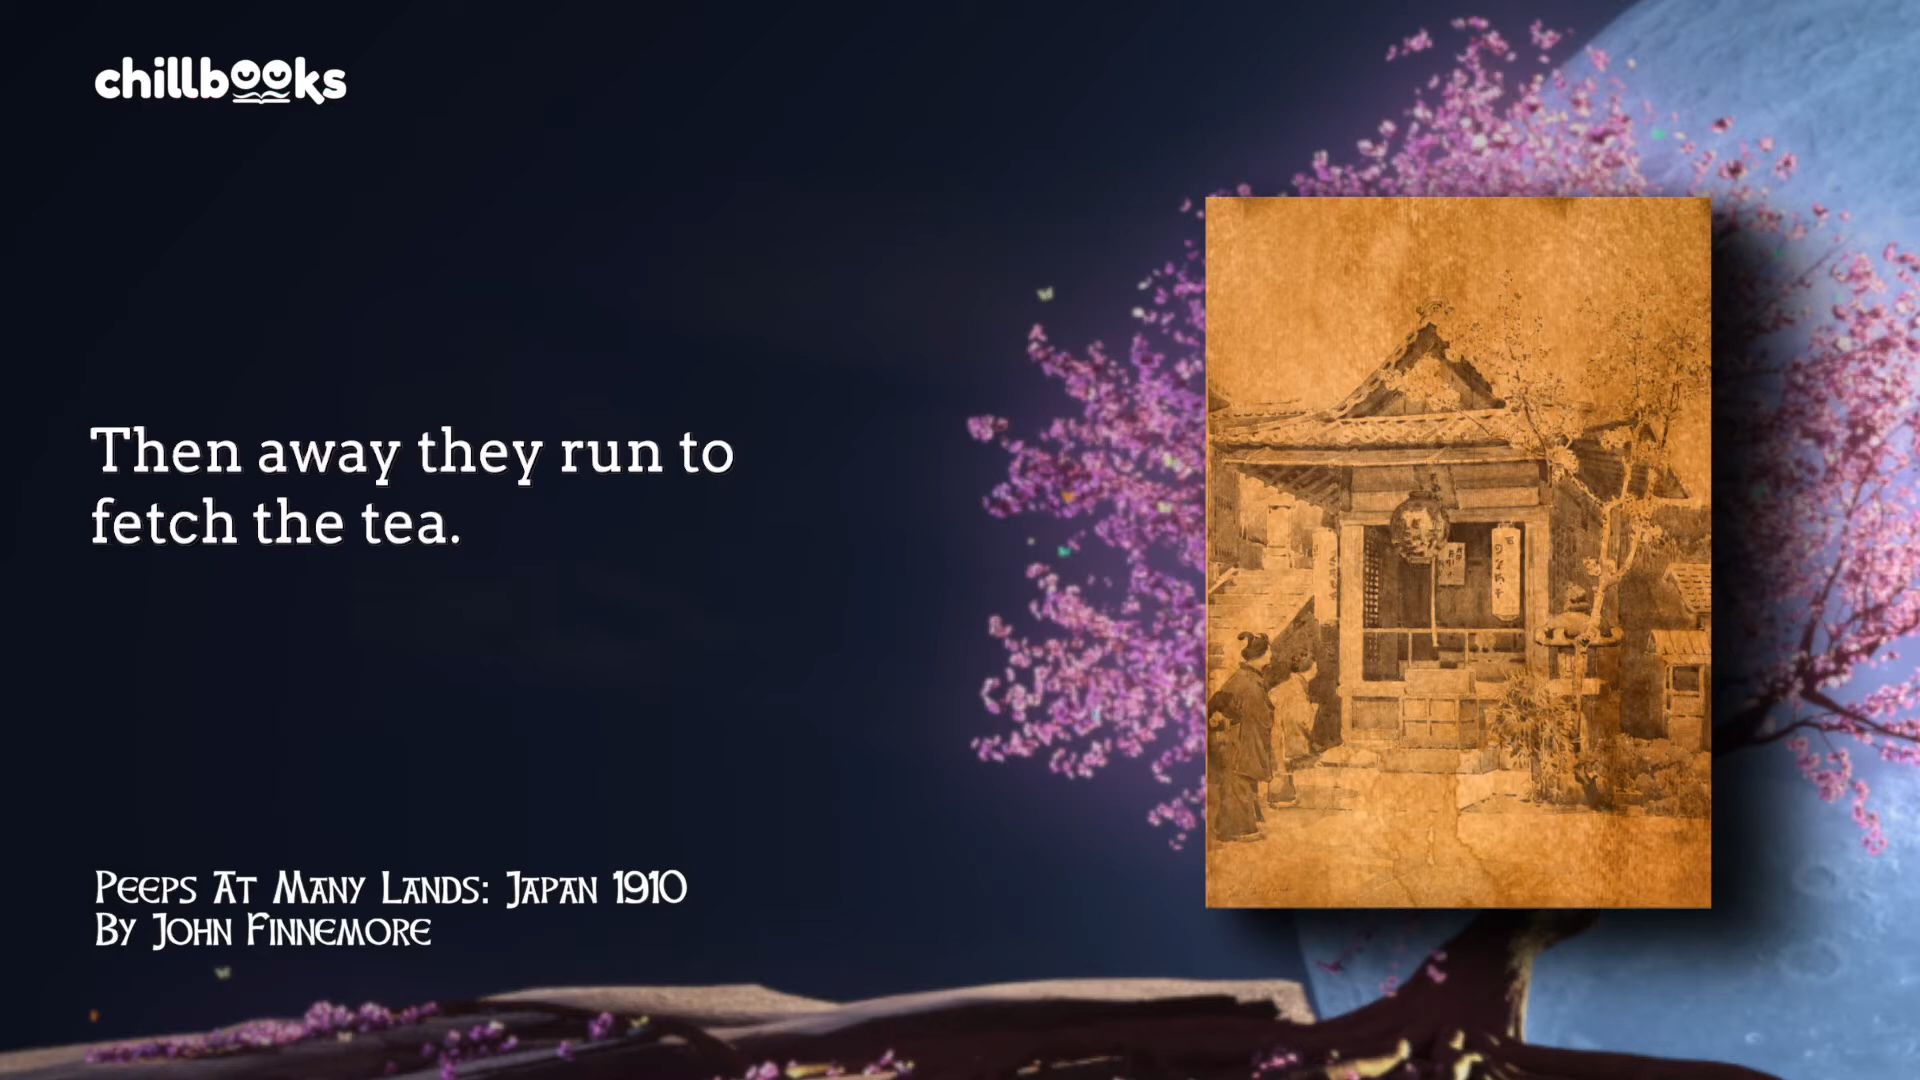 chillbooks
Then away they run to
fetch the tea.
Peeps At Many Lands: Japan 1910
By John Finnemore